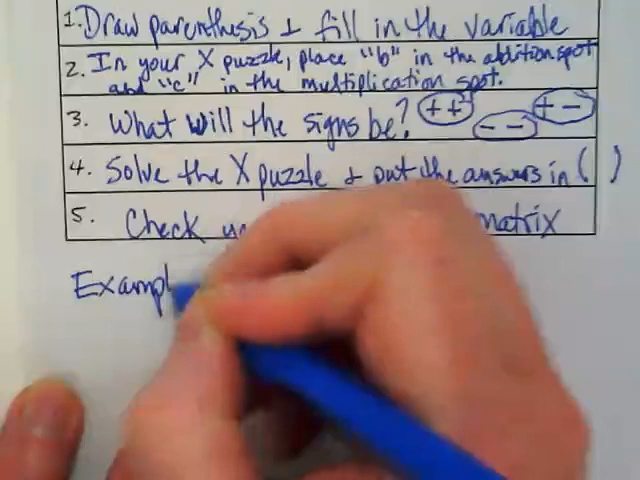 1. Draw parenthesis + fill in the variable
2. In your X puzzle, place "b" in the addition spot
and "c" in the multiplication spot.
3. What will the signs be? ++ -- +-
4. Solve the X puzzle + put the answers in ( )
5. Check matrix
Exampl